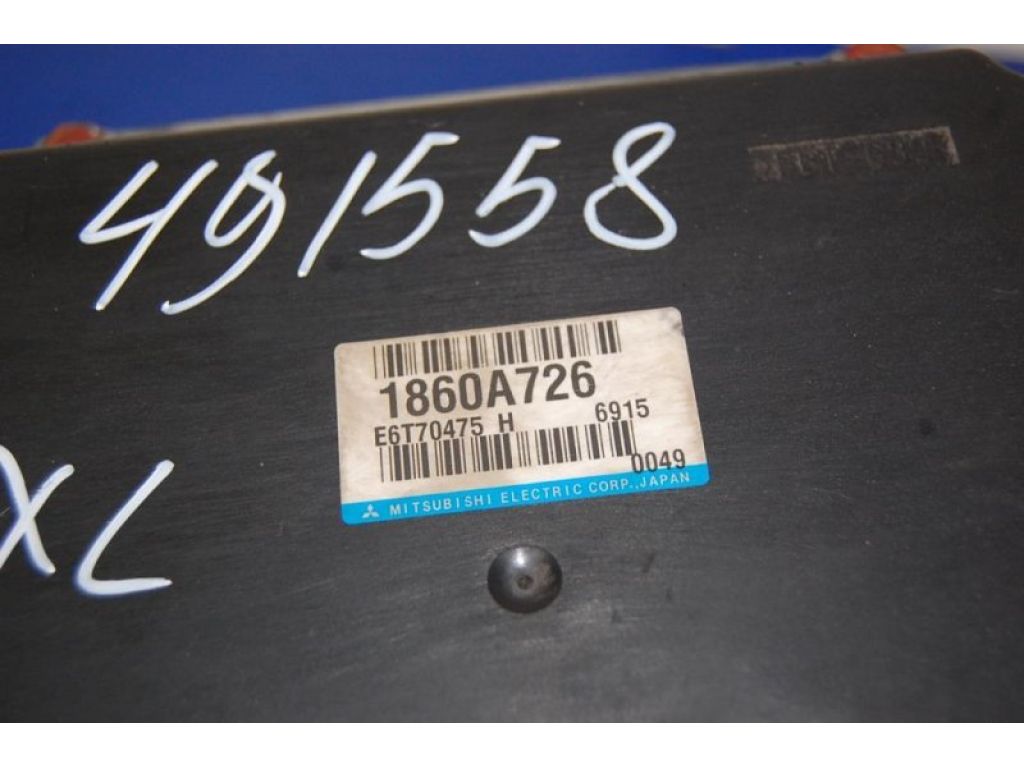 491558
1860A726
E6T70475 H 6915
0049
MITSUBISHI ELECTRIC CORP., JAPAN
XL